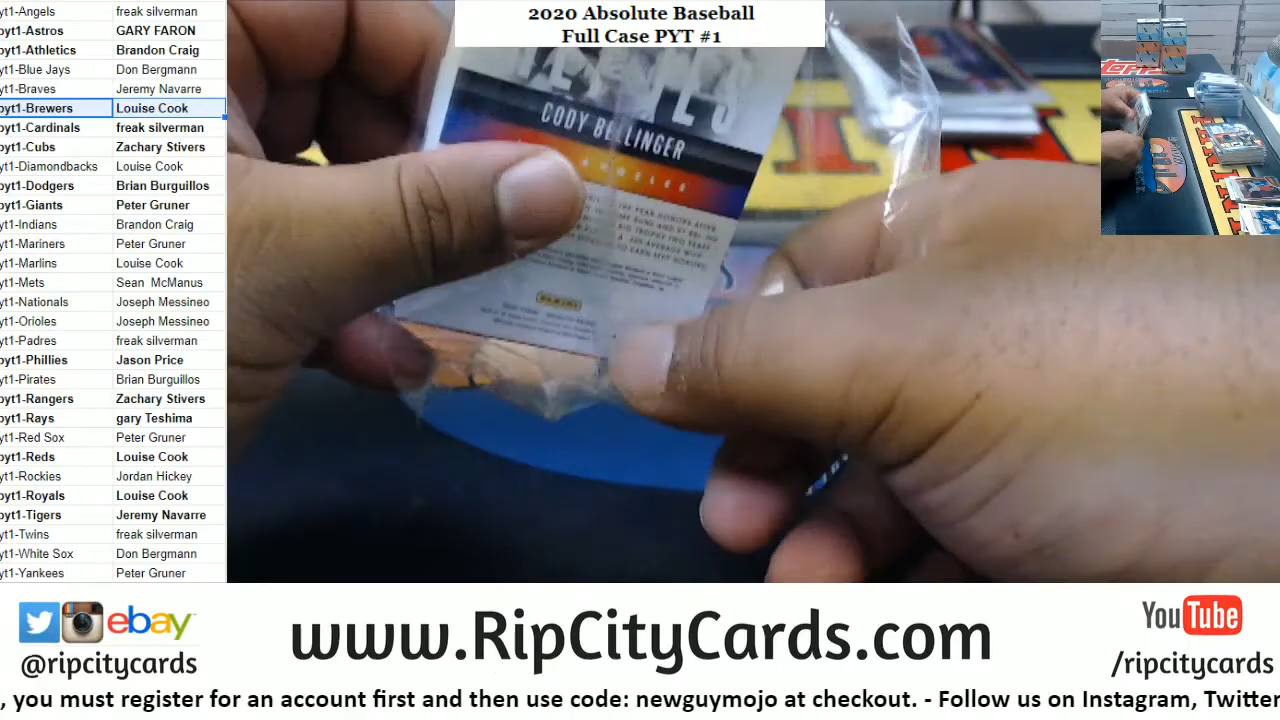 yt1-Angels freak silverman
pyt1-Astros GARY FARON
pyt1-Athletics Brandon Craig
yt1-Blue Jays Don Bergmann
yt1-Braves Jeremy Navarre
pyt1-Brewers Louise Cook
pyt1-Cardinals freak silverman
pyt1-Cubs Zachary Stivers
yt1-Diamondbacks Louise Cook
pyt1-Dodgers Brian Burguillos
pyt1-Giants Peter Gruner
yt1-Indians Brandon Craig
yt1-Mariners Peter Gruner
yt1-Marlins Louise Cook
yt1-Mets Sean McManus
yt1-Nationals Joseph Messineo
yt1-Orioles Joseph Messineo
yt1-Padres freak silverman
pyt1-Phillies Jason Price
yt1-Pirates Brian Burguillos
pyt1-Rangers Zachary Stivers
pyt1-Rays gary Teshima
yt1-Red Sox Peter Gruner
pyt1-Reds Louise Cook
yt1-Rockies Jordan Hickey
pyt1-Royals Louise Cook
pyt1-Tigers Jeremy Navarre
yt1-Twins freak silverman
yt1-White Sox Don Bergmann
yt1-Yankees Peter Gruner
2020 Absolute Baseball
Full Case PYT #1
CODY BELLINGER
PANINI
ebay
@ripcitycards
www.RipCityCards.com
YouTube
/ripcitycards
, you must register for an account first and then use code: newguymojo at checkout. - Follow us on Instagram, Twitter